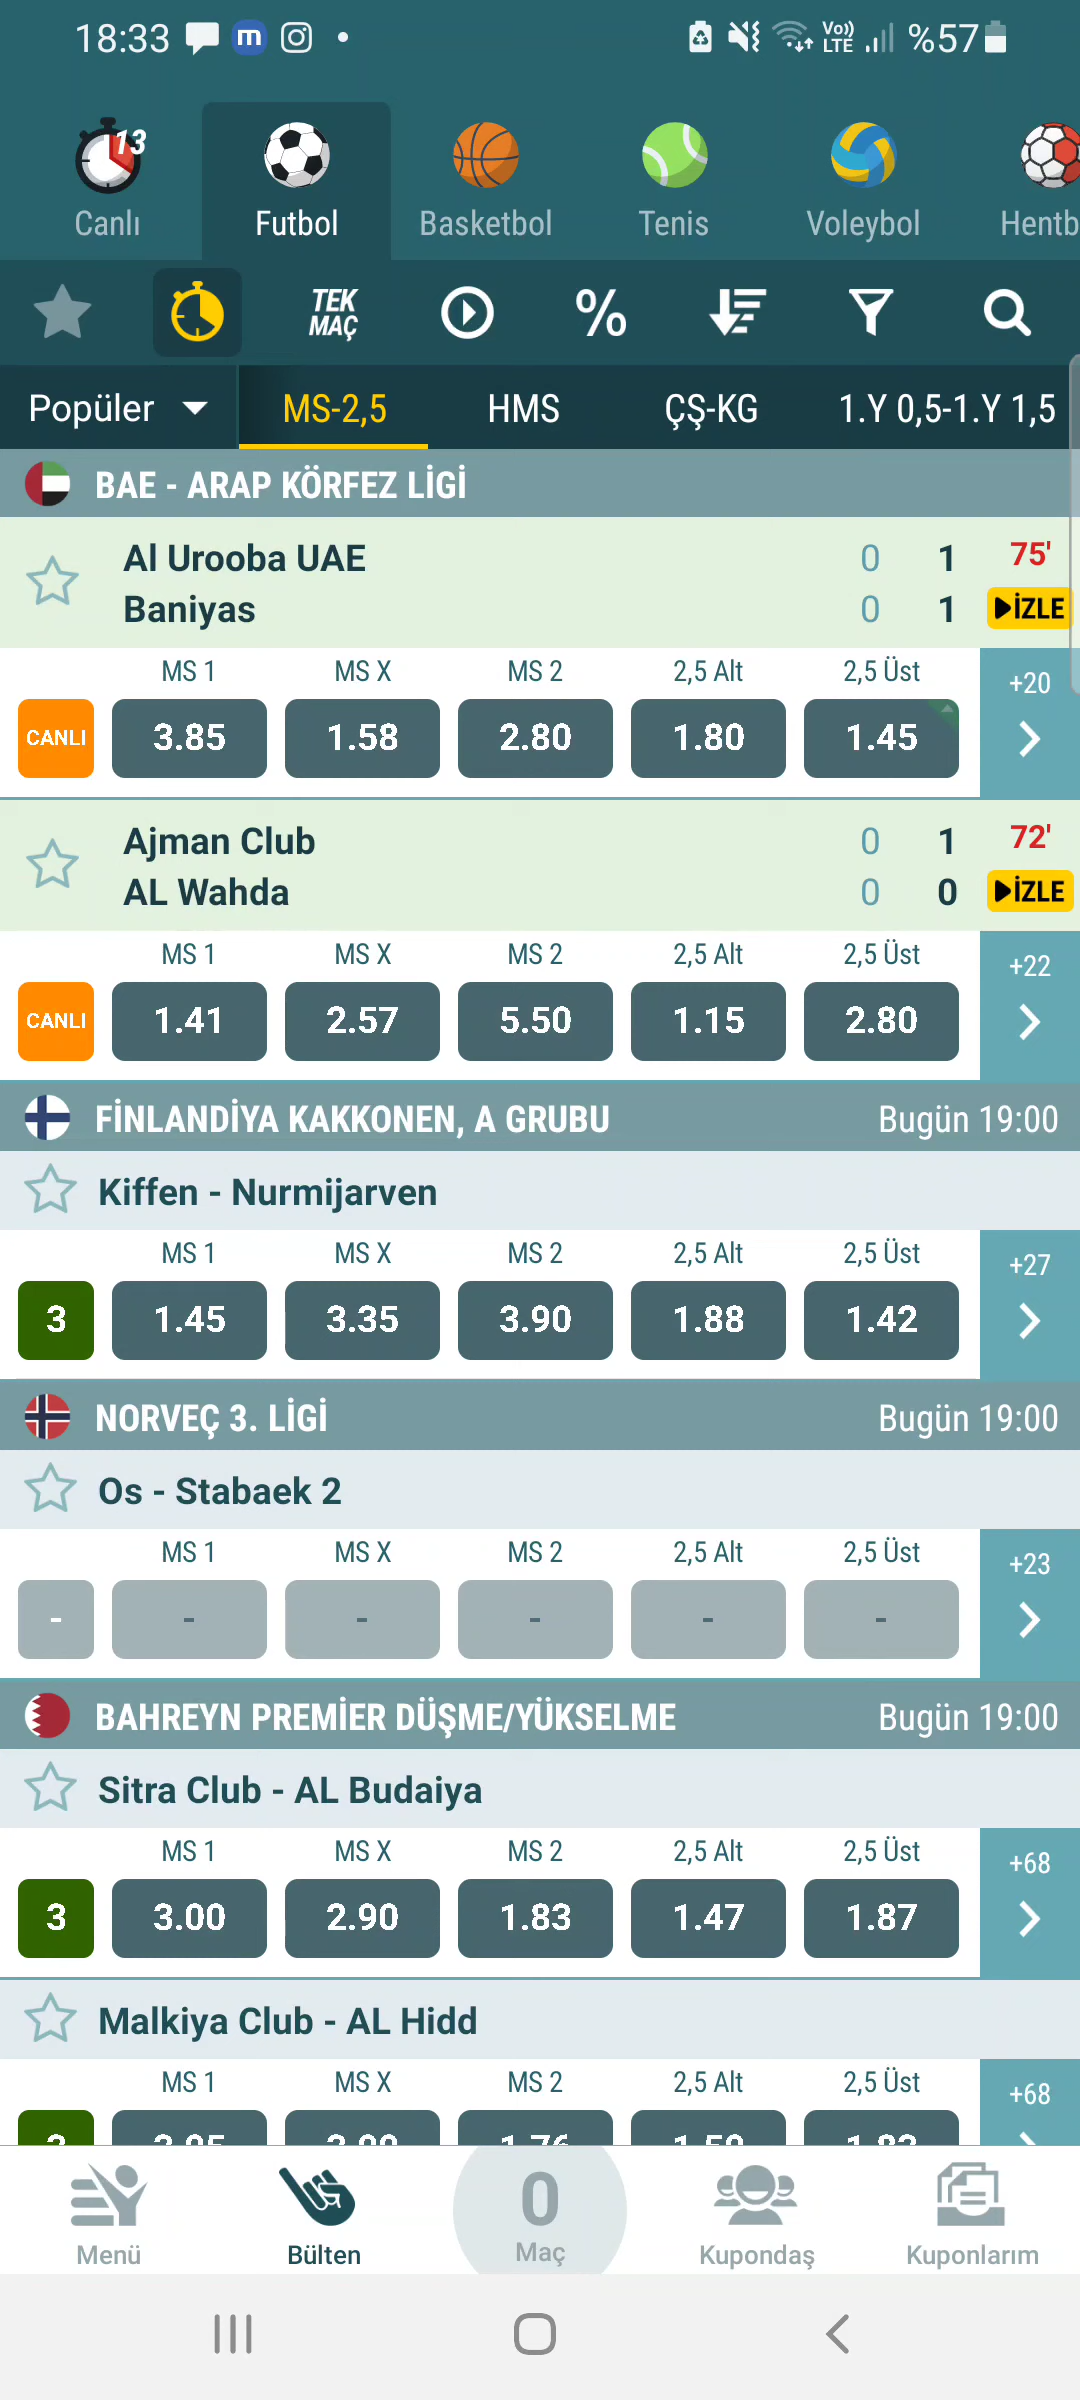 18:33 m Vo)) LTE %57
13
Canlı Futbol Basketbol Tenis Voleybol Hentb
TEK MAÇ %
Popüler MS-2,5 HMS ÇŞ-KG 1.Y 0,5-1.Y 1,5
BAE - ARAP KÖRFEZ LİGİ
Al Urooba UAE 0 1 75'
Baniyas 0 1 İZLE
MS 1 MS X MS 2 2,5 Alt 2,5 Üst +20
CANLI 3.85 1.58 2.80 1.80 1.45
Ajman Club 0 1 72'
AL Wahda 0 0 İZLE
MS 1 MS X MS 2 2,5 Alt 2,5 Üst +22
CANLI 1.41 2.57 5.50 1.15 2.80
FİNLANDİYA KAKKONEN, A GRUBU Bugün 19:00
Kiffen - Nurmijarven
MS 1 MS X MS 2 2,5 Alt 2,5 Üst +27
3 1.45 3.35 3.90 1.88 1.42
NORVEÇ 3. LİGİ Bugün 19:00
Os - Stabaek 2
MS 1 MS X MS 2 2,5 Alt 2,5 Üst +23
- - - - - -
BAHREYN PREMİER DÜŞME/YÜKSELME Bugün 19:00
Sitra Club - AL Budaiya
MS 1 MS X MS 2 2,5 Alt 2,5 Üst +68
3 3.00 2.90 1.83 1.47 1.87
Malkiya Club - AL Hidd
MS 1 MS X MS 2 2,5 Alt 2,5 Üst +68
0
Menü Bülten Maç Kupondaş Kuponlarım